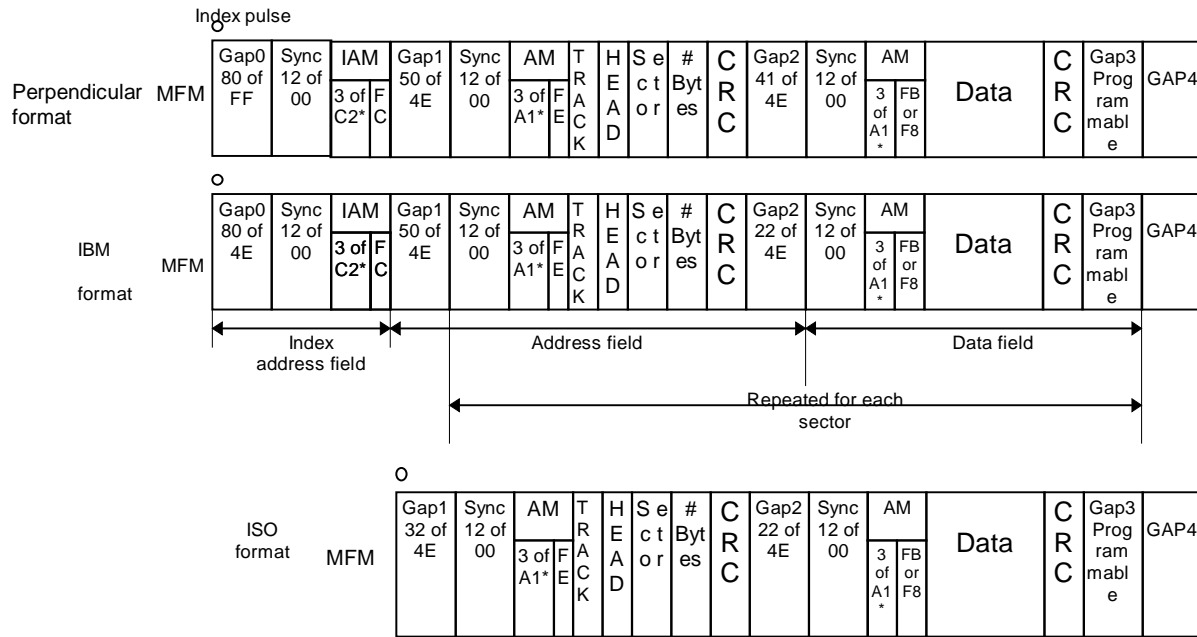 Index pulse
Perpendicular format
MFM
Gap0 80 of FF
Sync 12 of 00
IAM
3 of C2*
FC
Gap1 50 of 4E
Sync 12 of 00
AM
3 of A1*
FE
TRACK
HEAD
Sector
# Bytes
CRC
Gap2 41 of 4E
Sync 12 of 00
AM
3 of A1*
FB or F8
Data
CRC
Gap3 Programmable
GAP4
IBM format
MFM
Gap0 80 of 4E
Sync 12 of 00
IAM
3 of C2*
FC
Gap1 50 of 4E
Sync 12 of 00
AM
3 of A1*
FE
TRACK
HEAD
Sector
# Bytes
CRC
Gap2 22 of 4E
Sync 12 of 00
AM
3 of A1*
FB or F8
Data
CRC
Gap3 Programmable
GAP4
Index address field
Address field
Data field
Repeated for each sector
ISO format
MFM
Gap1 32 of 4E
Sync 12 of 00
AM
3 of A1*
FE
TRACK
HEAD
Sector
# Bytes
CRC
Gap2 22 of 4E
Sync 12 of 00
AM
3 of A1*
FB or F8
Data
CRC
Gap3 Programmable
GAP4